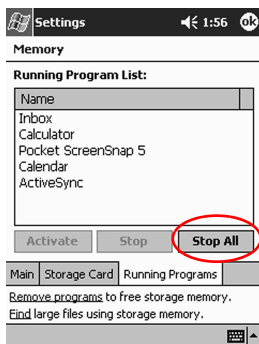 Settings 1:56 ok
Memory
Running Program List:
Name
Inbox
Calculator
Pocket ScreenSnap 5
Calendar
ActiveSync
Activate Stop Stop All
Main Storage Card Running Programs
Remove programs to free storage memory.
Find large files using storage memory.